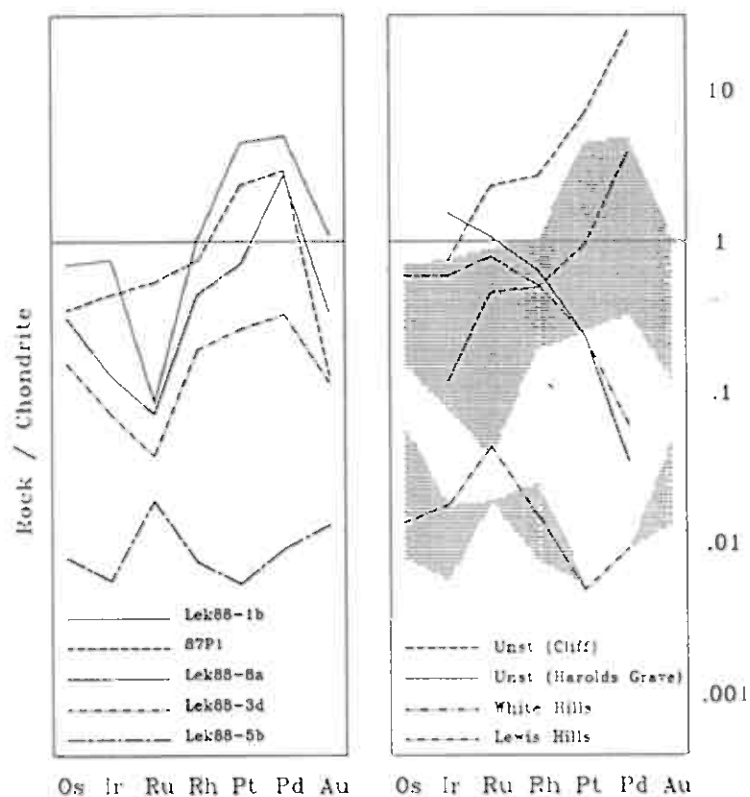 Rock / Chondrite
Lek88-1b
87P1
Lek88-8a
Lek88-3d
Lek88-5b
Os Ir Ru Rh Pt Pd Au
10
1
.1
.01
.001
Unst (Cliff)
Unst (Harolds Grave)
White Hills
Lewis Hills
Os Ir Ru Rh Pt Pd Au